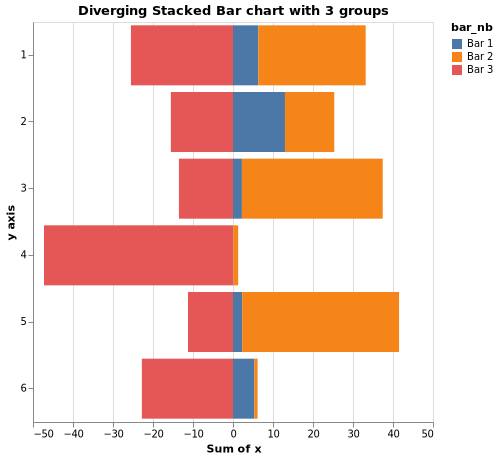 Diverging Stacked Bar chart with 3 groups
bar_nb
Bar 1
Bar 2
Bar 3
y axis
1
2
3
4
5
6
−50 −40 −30 −20 −10 0 10 20 30 40 50
Sum of x